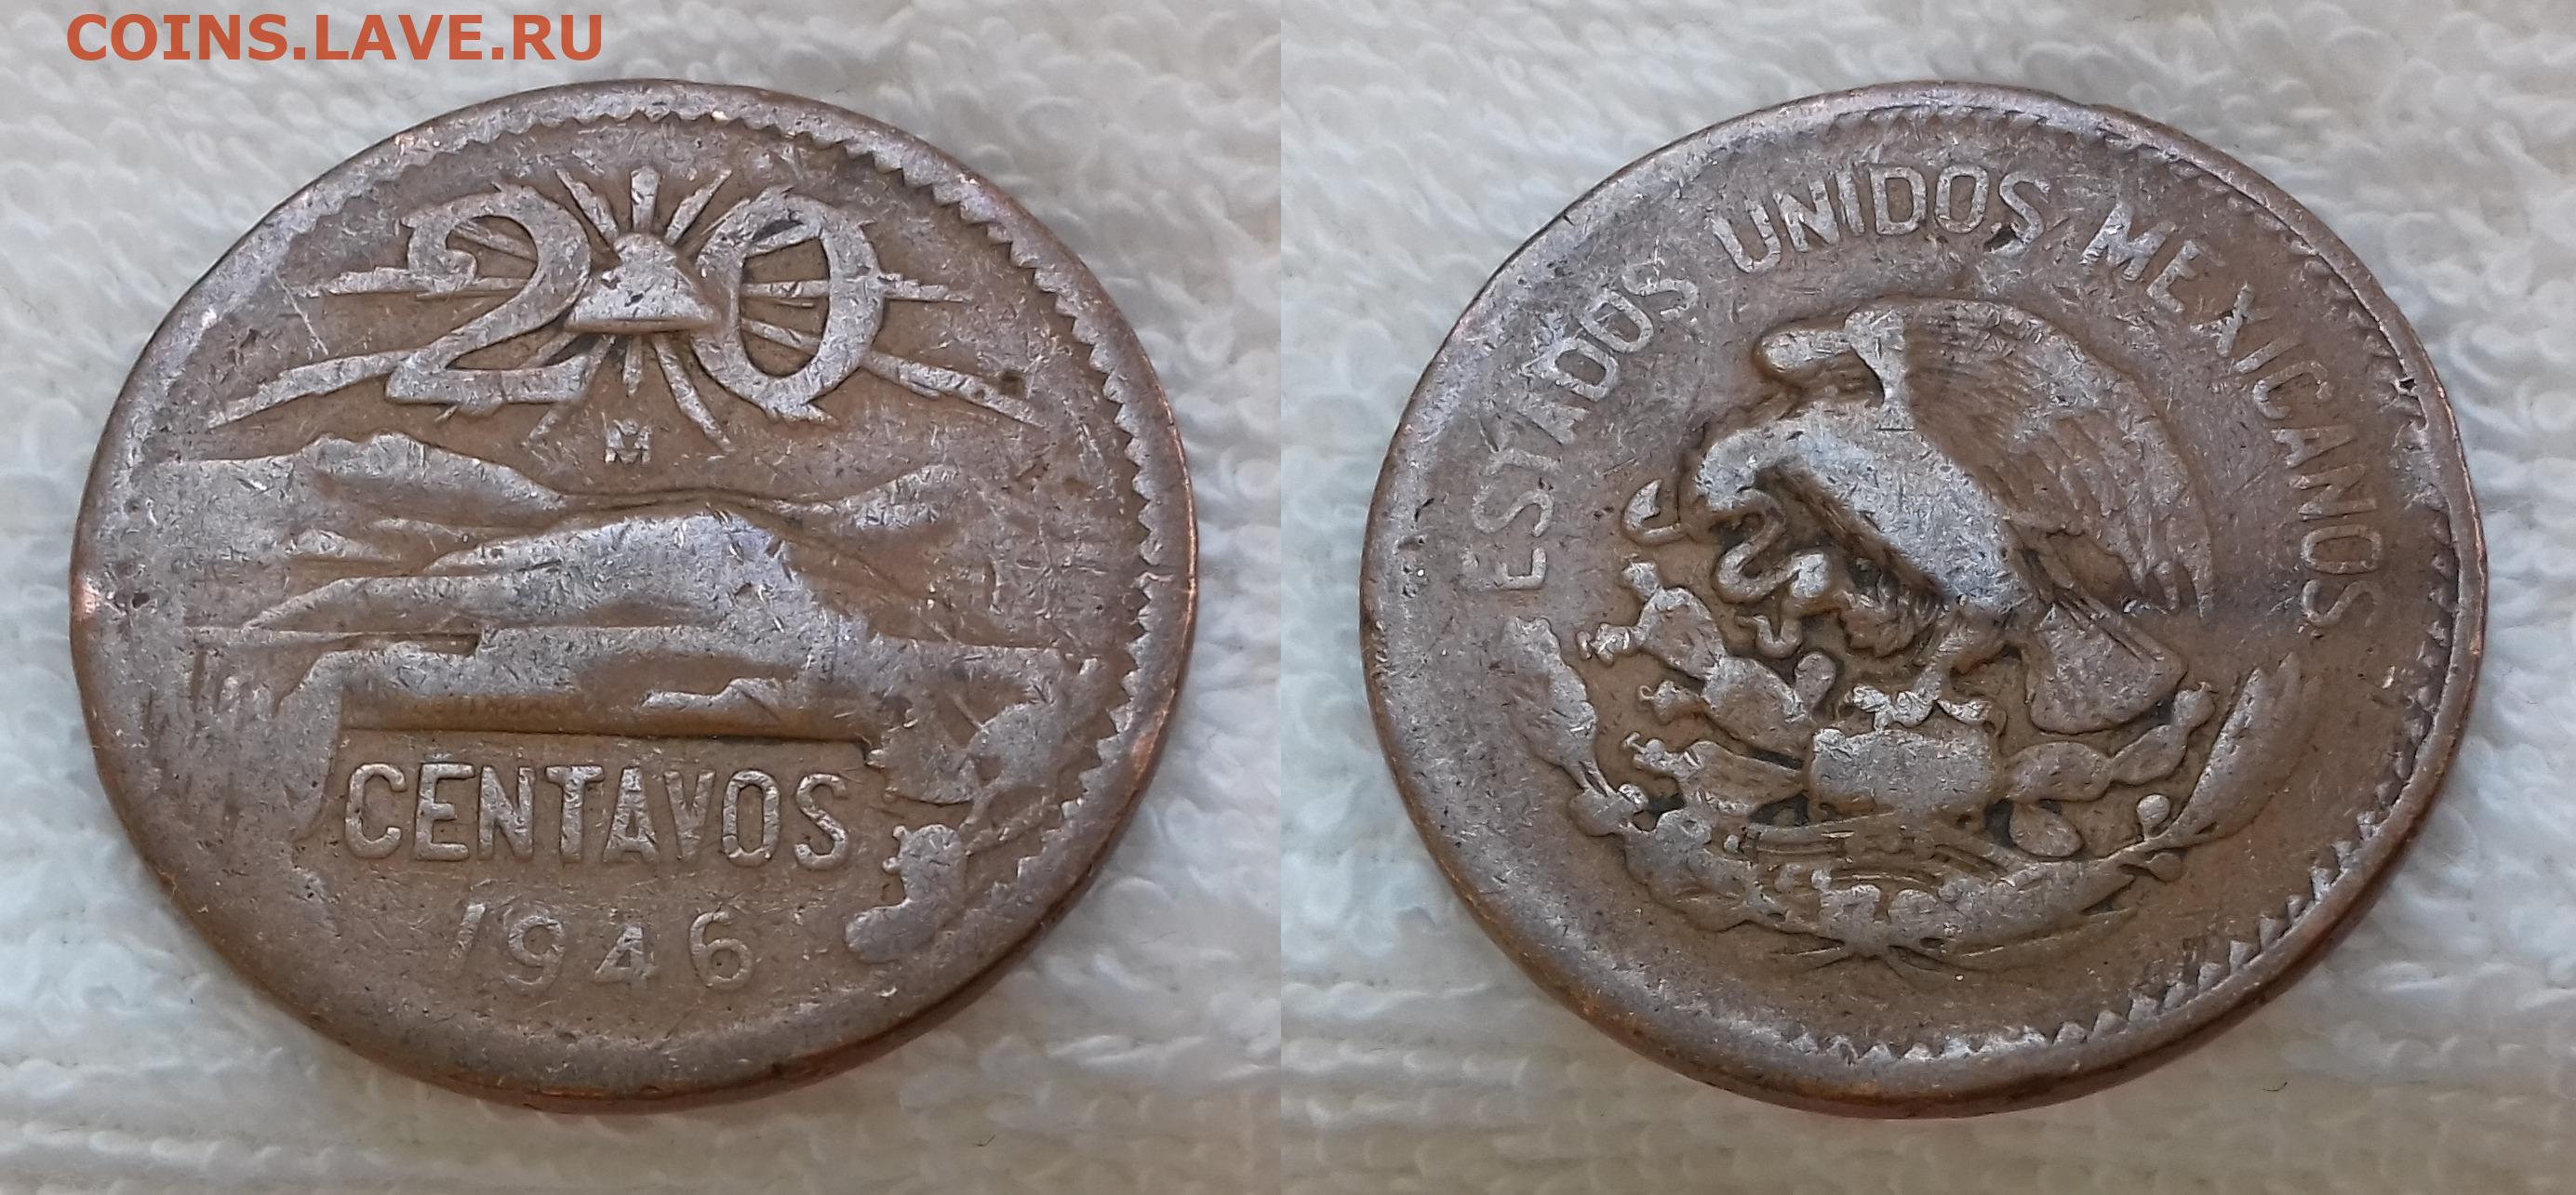 COINS.LAVE.RU
20
M
CENTAVOS
1946
ESTADOS UNIDOS MEXICANOS